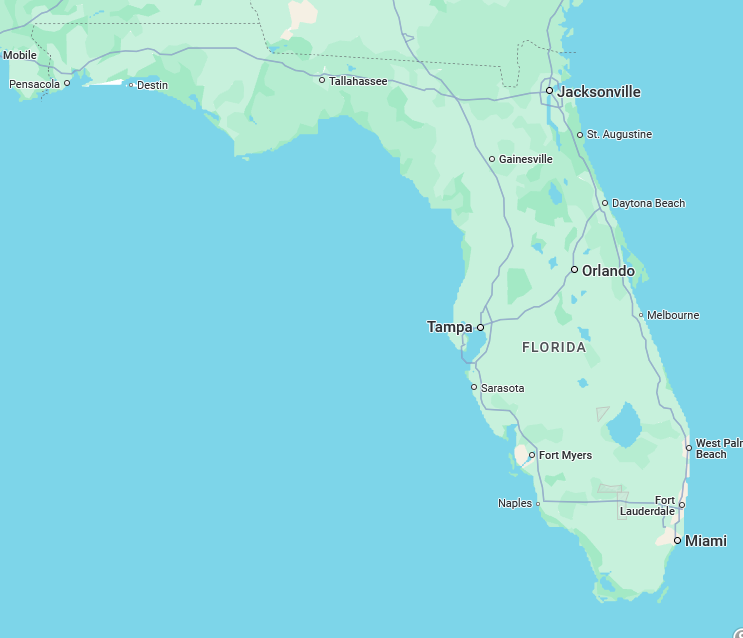 Mobile
Pensacola
Destin
Tallahassee
Jacksonville
St. Augustine
Gainesville
Daytona Beach
Orlando
Melbourne
Tampa
FLORIDA
Sarasota
West Palm
Beach
Fort Myers
Naples
Fort
Lauderdale
Miami